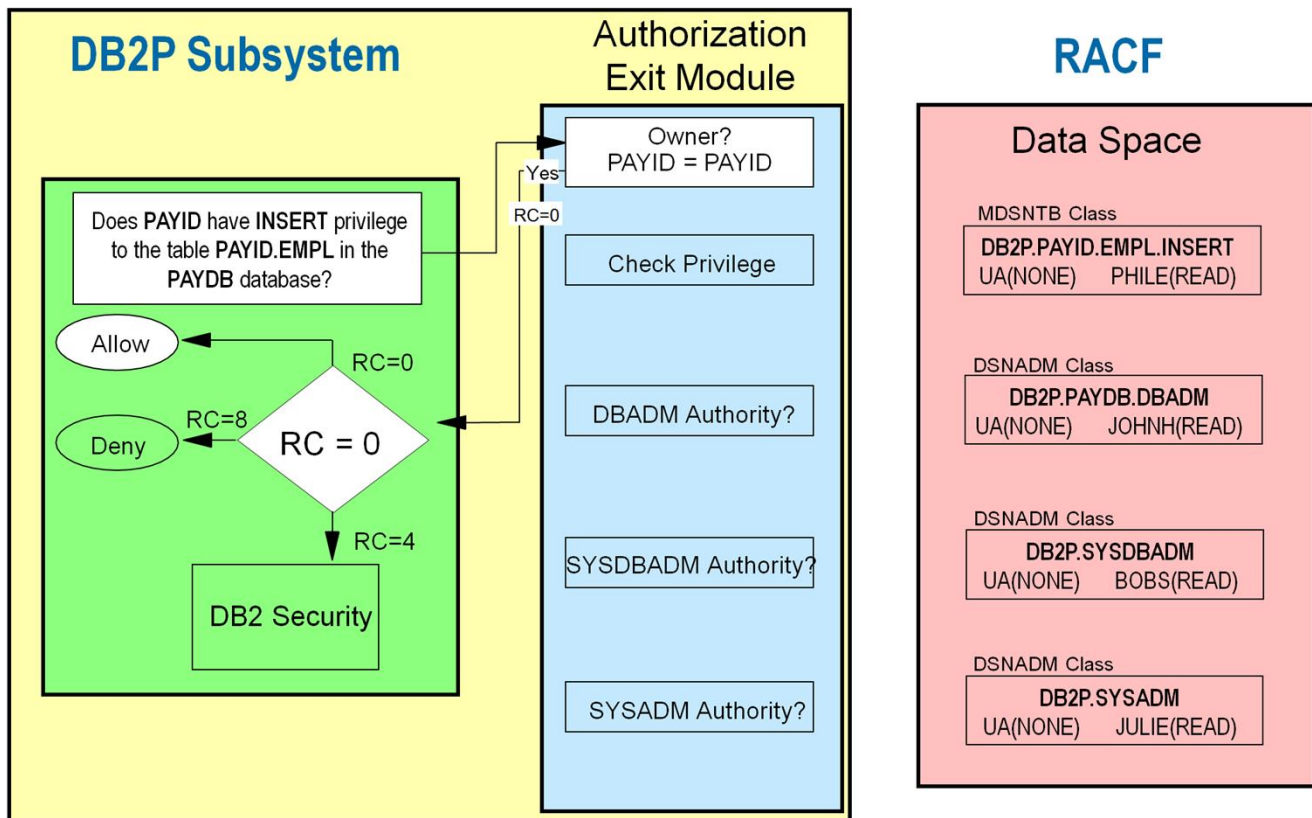 DB2P Subsystem
Authorization
Exit Module
RACF
Owner?
PAYID = PAYID
Yes
RC=0
Does PAYID have INSERT privilege
to the table PAYID.EMPL in the
PAYDB database?
Check Privilege
Allow
RC=0
RC=8
Deny
RC = 0
DBADM Authority?
RC=4
DB2 Security
SYSDBADM Authority?
SYSADM Authority?
Data Space
MDSNTB Class
DB2P.PAYID.EMPL.INSERT
UA(NONE) PHILE(READ)
DSNADM Class
DB2P.PAYDB.DBADM
UA(NONE) JOHNH(READ)
DSNADM Class
DB2P.SYSDBADM
UA(NONE) BOBS(READ)
DSNADM Class
DB2P.SYSADM
UA(NONE) JULIE(READ)